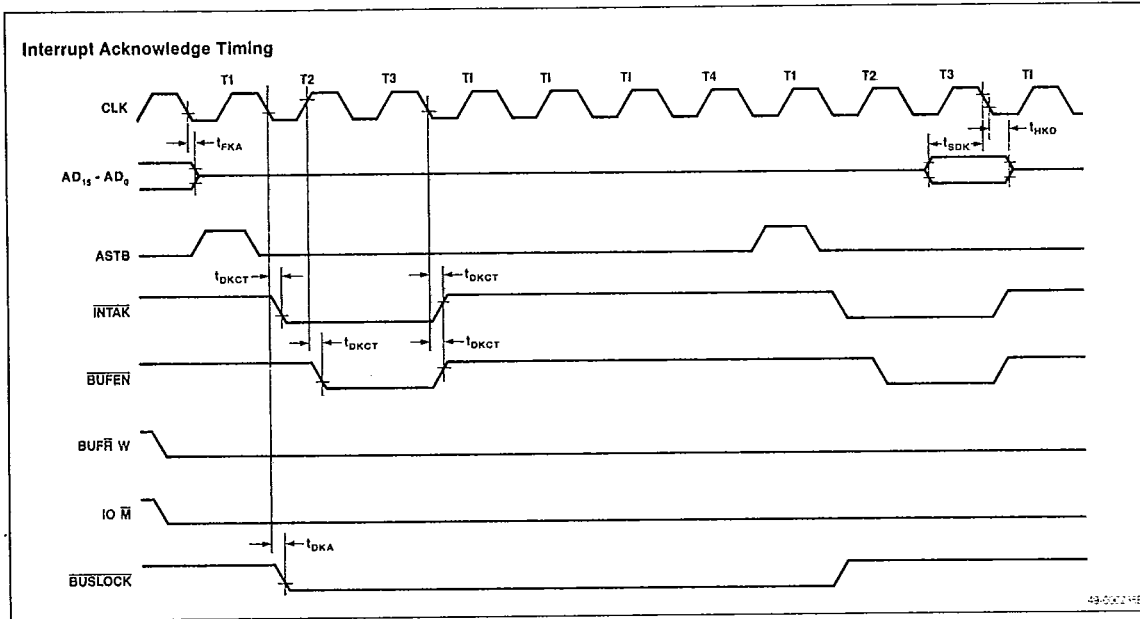 Interrupt Acknowledge Timing
T1 T2 T3 TI TI TI T4 T1 T2 T3 TI
CLK
tFKA
tSDK
tHKD
AD15 - AD0
ASTB
tDKCT
tDKCT
INTAK
tDKCT
tDKCT
BUFEN
BUFR W
IO M
tDKA
BUSLOCK